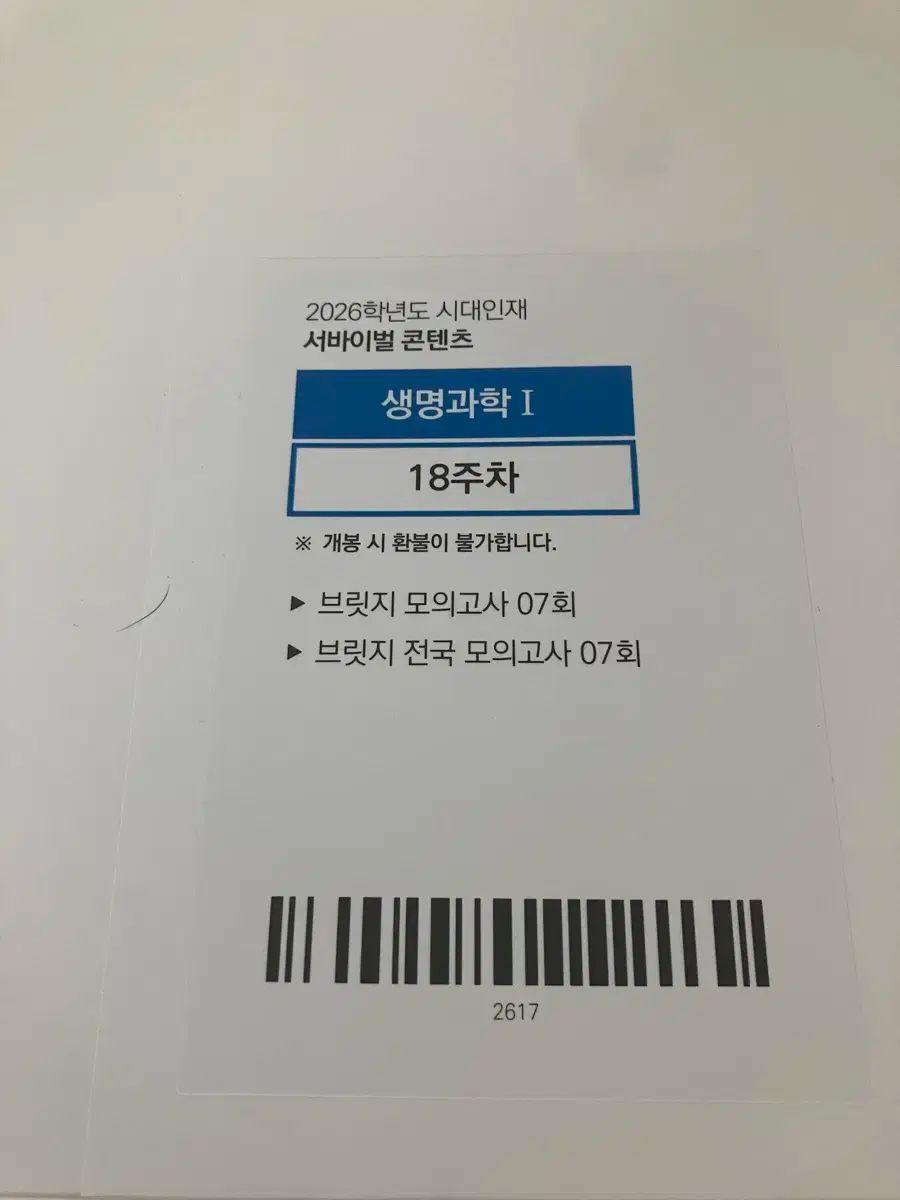 2026학년도 시대인재
서바이벌 콘텐츠
생명과학 I
18주차
※ 개봉 시 환불이 불가합니다.
▶ 브릿지 모의고사 07회
▶ 브릿지 전국 모의고사 07회
2617